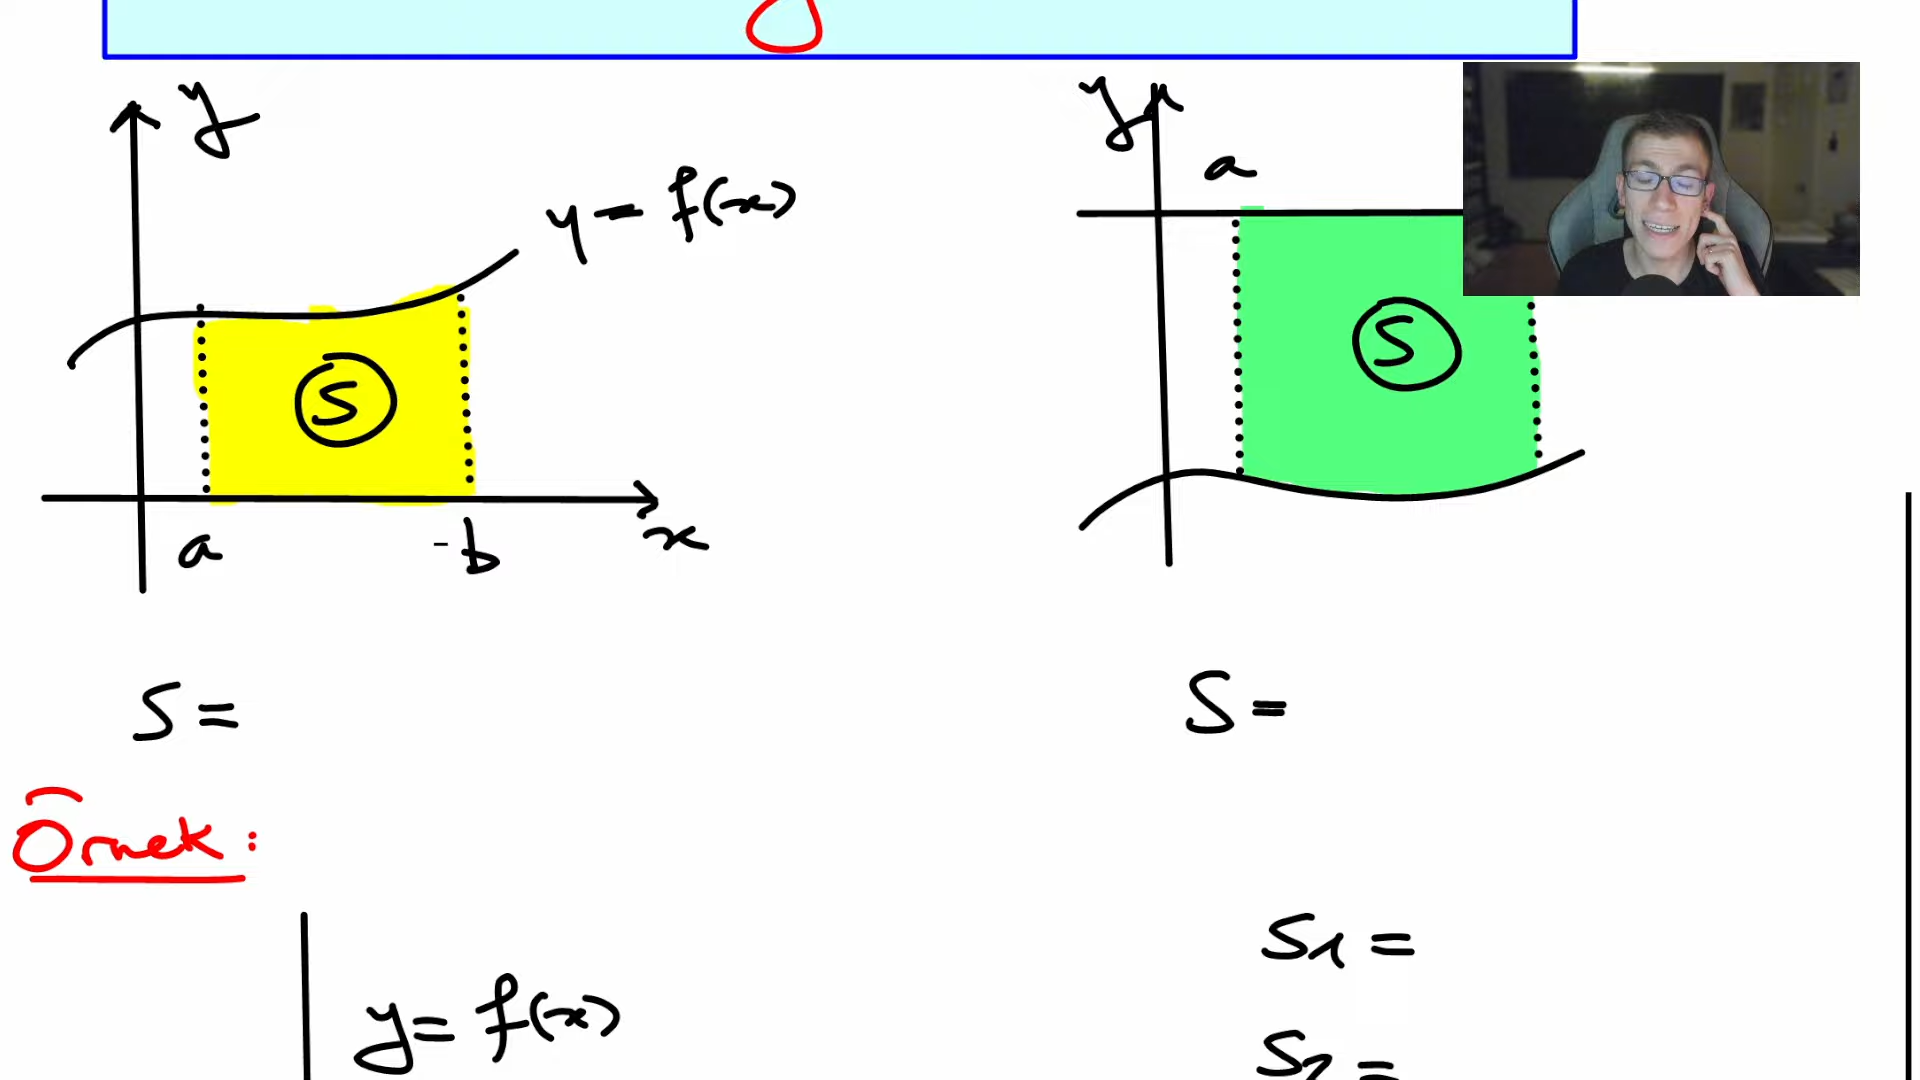 y
y = f(x)
S
a
b
x
y
a
S
S =
S =
Örnek:
y = f(x)
S1 =
S2 =